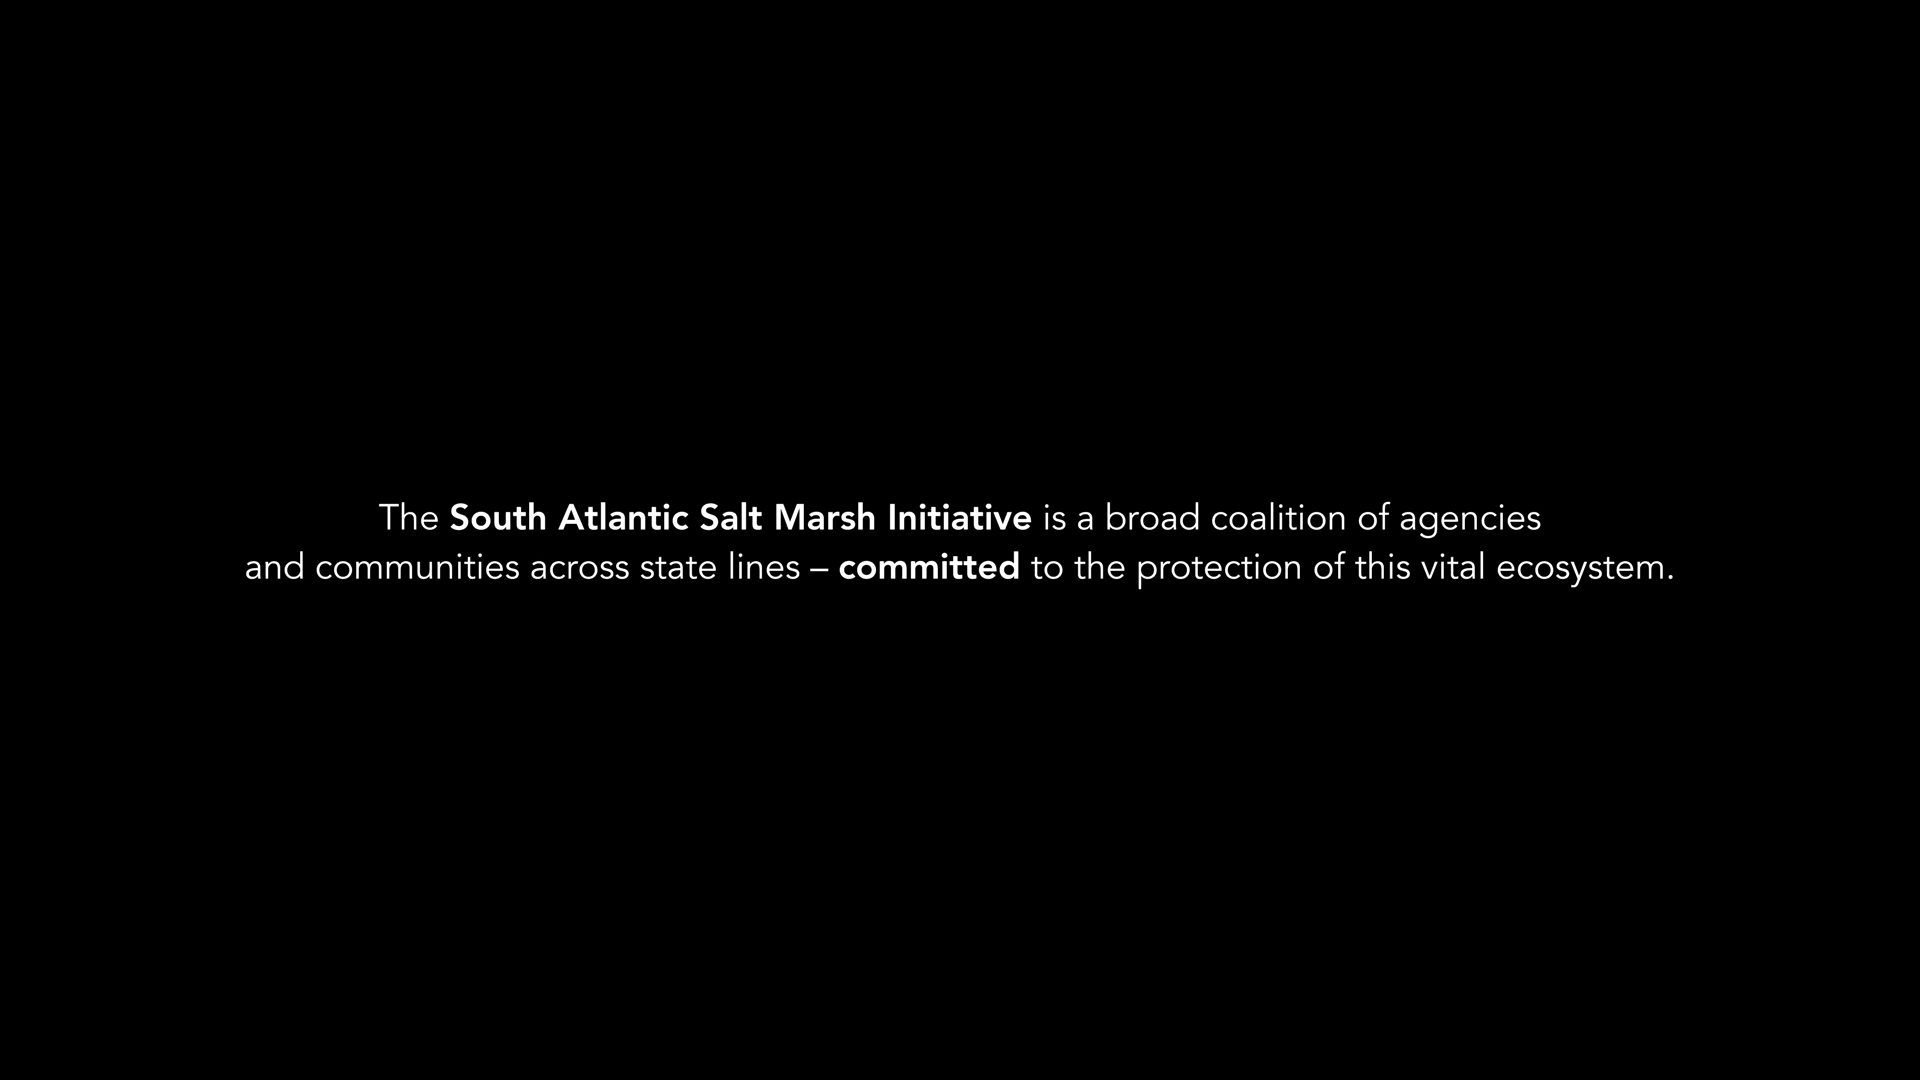 The South Atlantic Salt Marsh Initiative is a broad coalition of agencies
and communities across state lines – committed to the protection of this vital ecosystem.